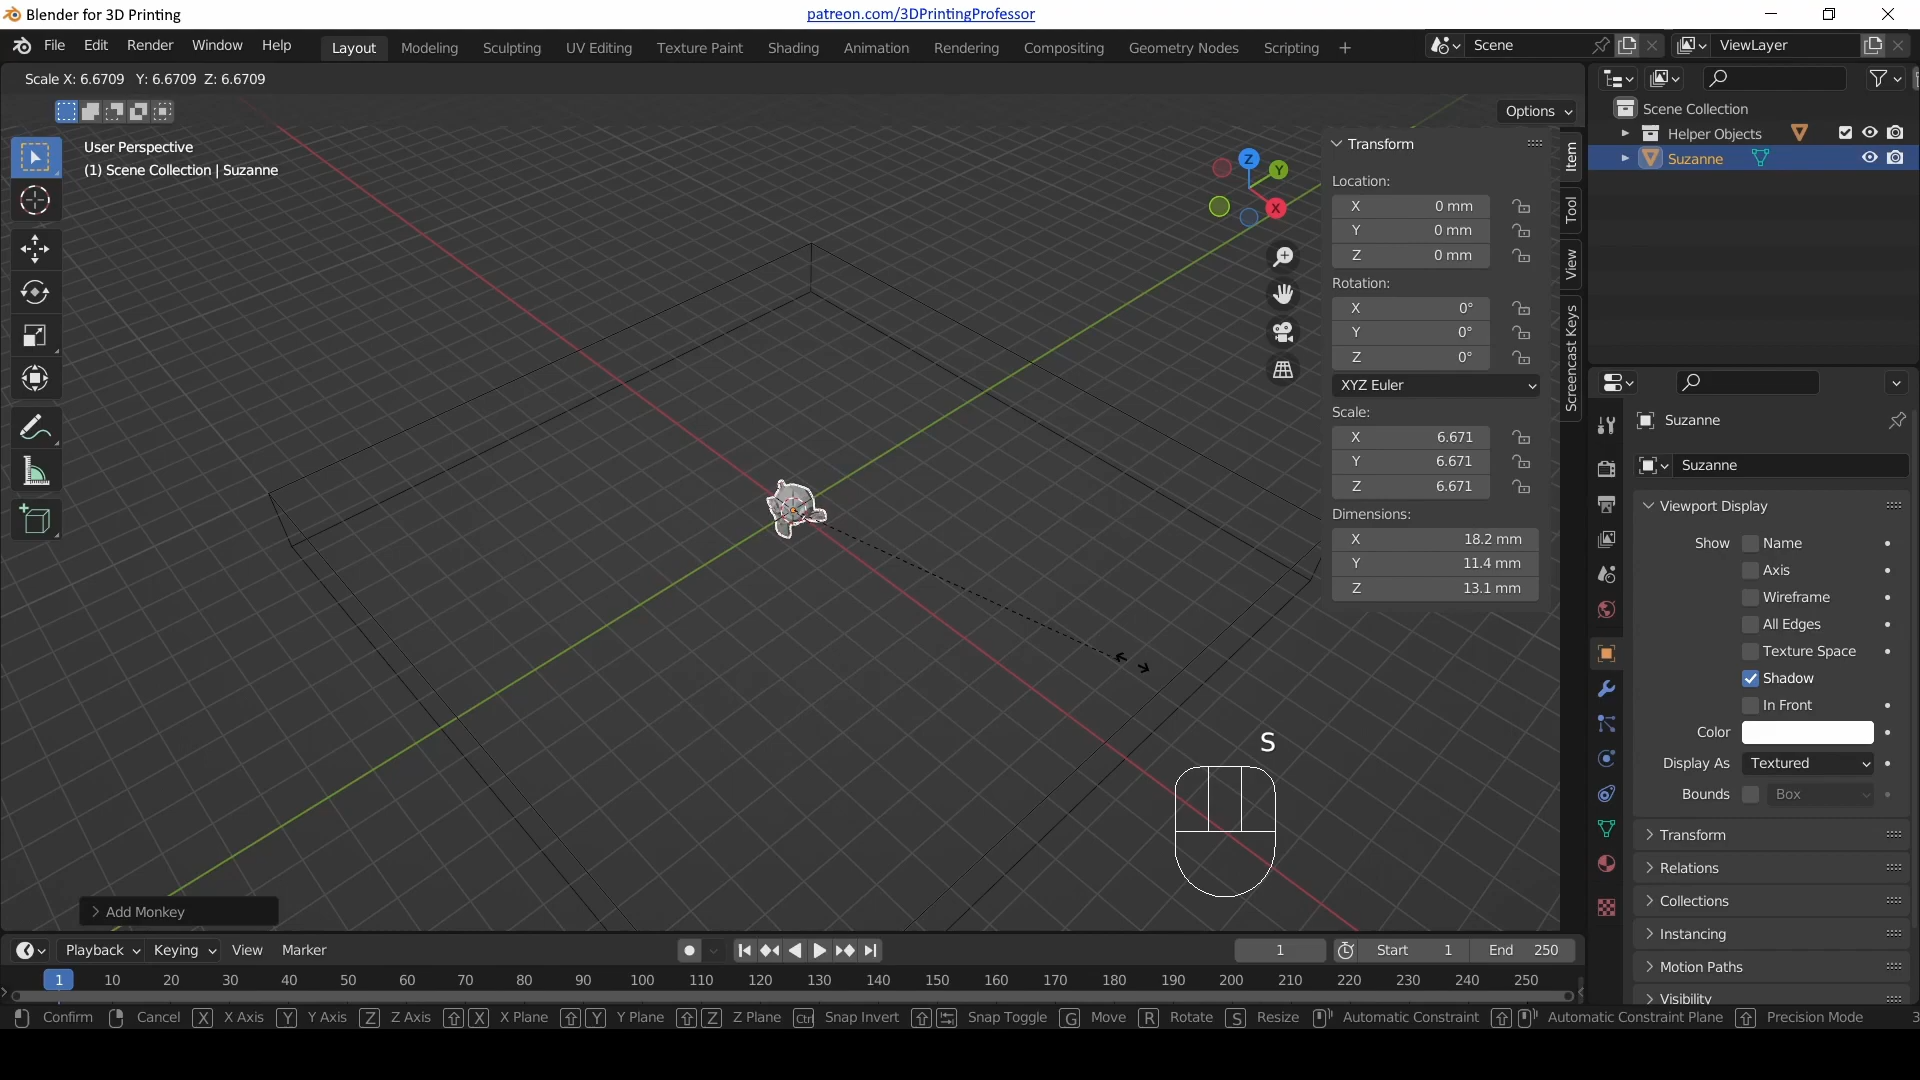 Blender for 3D Printing
patreon.com/3DPrintingProfessor
File Edit Render Window Help
Layout Modeling Sculpting UV Editing Texture Paint Shading Animation Rendering Compositing Geometry Nodes Scripting +
Scene
ViewLayer
Scale X: 6.6709 Y: 6.6709 Z: 6.6709
Options
User Perspective
(1) Scene Collection | Suzanne
Z
Y
X
Transform
Location:
X 0 mm
Y 0 mm
Z 0 mm
Rotation:
X 0°
Y 0°
Z 0°
XYZ Euler
Scale:
X 6.671
Y 6.671
Z 6.671
Dimensions:
X 18.2 mm
Y 11.4 mm
Z 13.1 mm
Item
Tool
View
Screencast Keys
Scene Collection
Helper Objects
Suzanne
Suzanne
Suzanne
Viewport Display
Show Name
Axis
Wireframe
All Edges
Texture Space
Shadow
In Front
Color
Display As Textured
Bounds Box
Transform
Relations
Collections
Instancing
Motion Paths
Visibility
S
Add Monkey
Playback Keying View Marker
1
Start 1 End 250
1 10 20 30 40 50 60 70 80 90 100 110 120 130 140 150 160 170 180 190 200 210 220 230 240 250
Confirm Cancel X X Axis Y Y Axis Z Z Axis X X Plane Y Y Plane Z Z Plane Ctrl Snap Invert Snap Toggle G Move R Rotate S Resize Automatic Constraint Automatic Constraint Plane Precision Mode 3